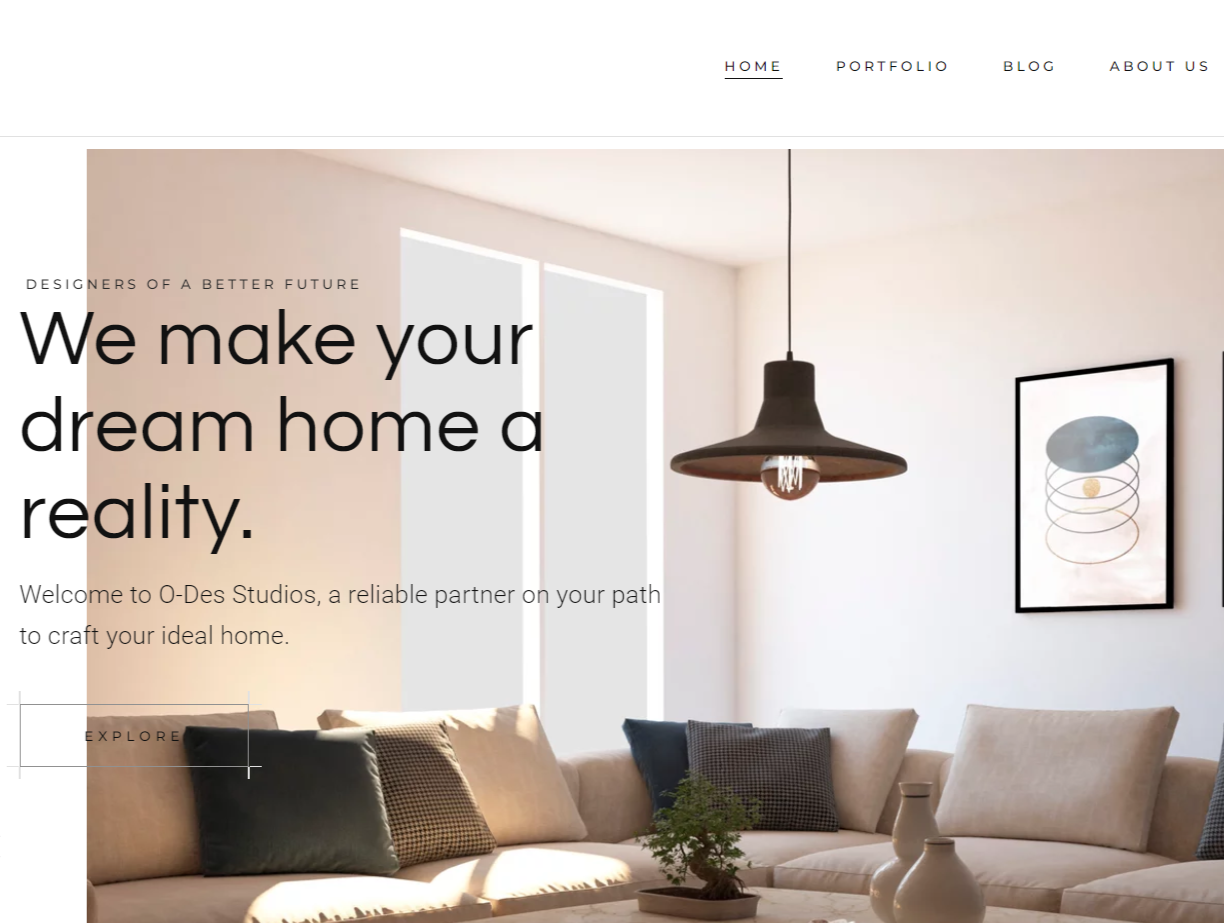 HOME PORTFOLIO BLOG ABOUT US
DESIGNERS OF A BETTER FUTURE
We make your
dream home a
reality.
Welcome to O-Des Studios, a reliable partner on your path
to craft your ideal home.
EXPLORE